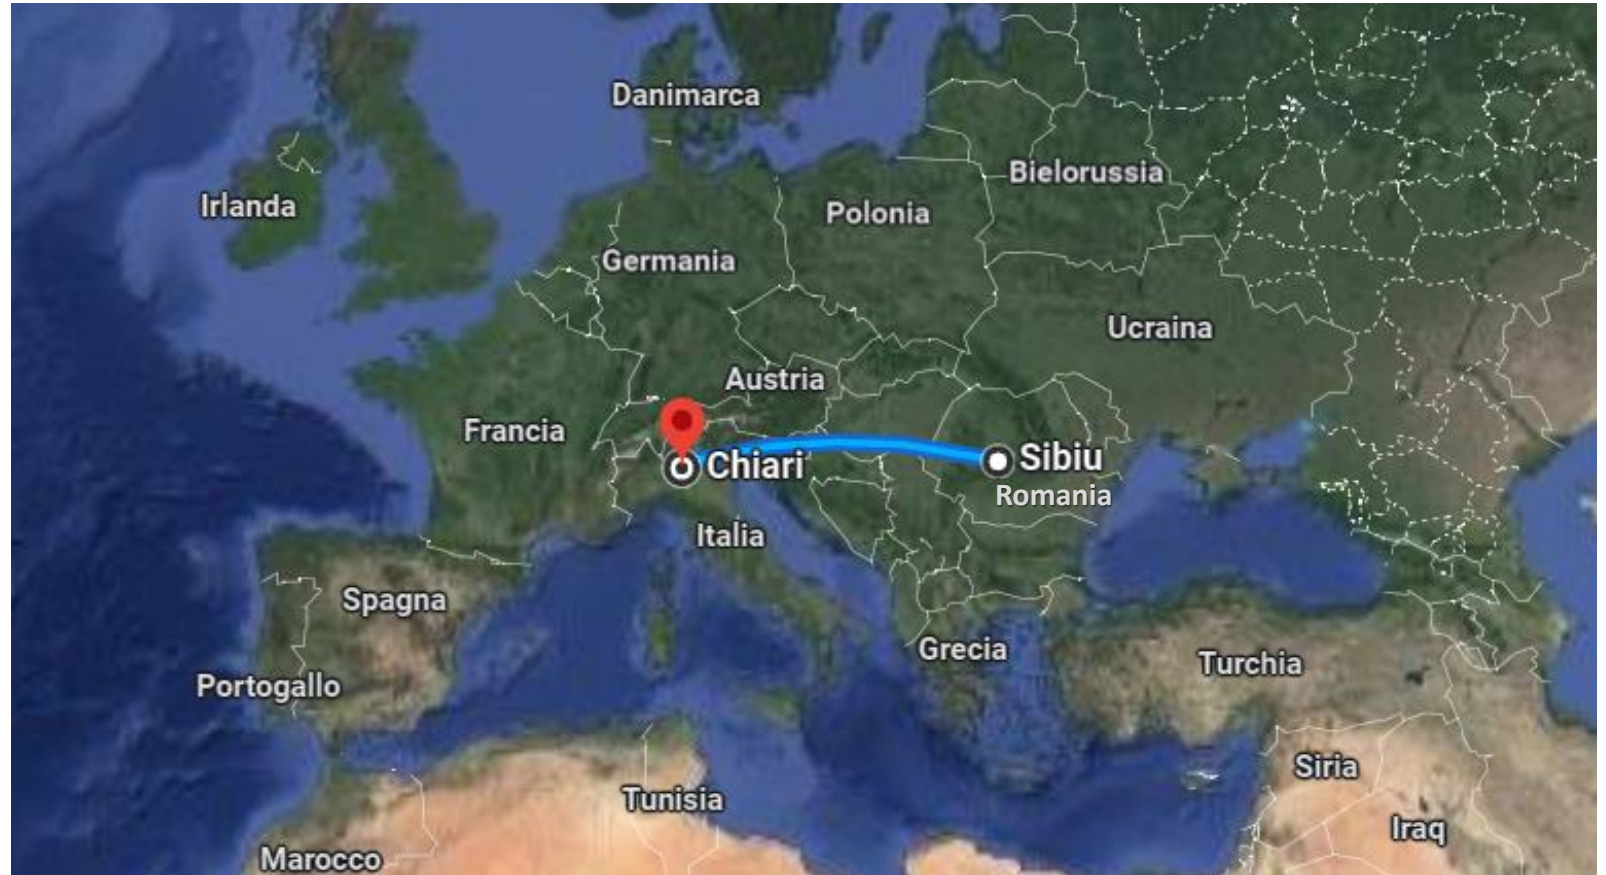 Danimarca
Bielorussia
Irlanda
Polonia
Germania
Ucraina
Austria
Francia
Chiari
Sibiu
Romania
Italia
Spagna
Grecia
Turchia
Portogallo
Siria
Tunisia
Iraq
Marocco